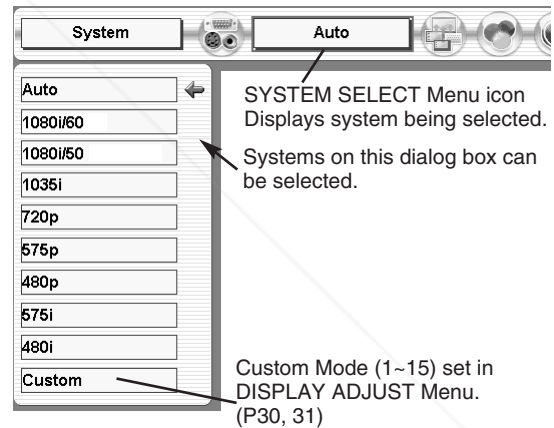 System
Auto
SYSTEM SELECT Menu icon
Displays system being selected.
Systems on this dialog box can
be selected.
Auto
1080i/60
1080i/50
1035i
720p
575p
480p
575i
480i
Custom
Custom Mode (1~15) set in
DISPLAY ADJUST Menu.
(P30, 31)